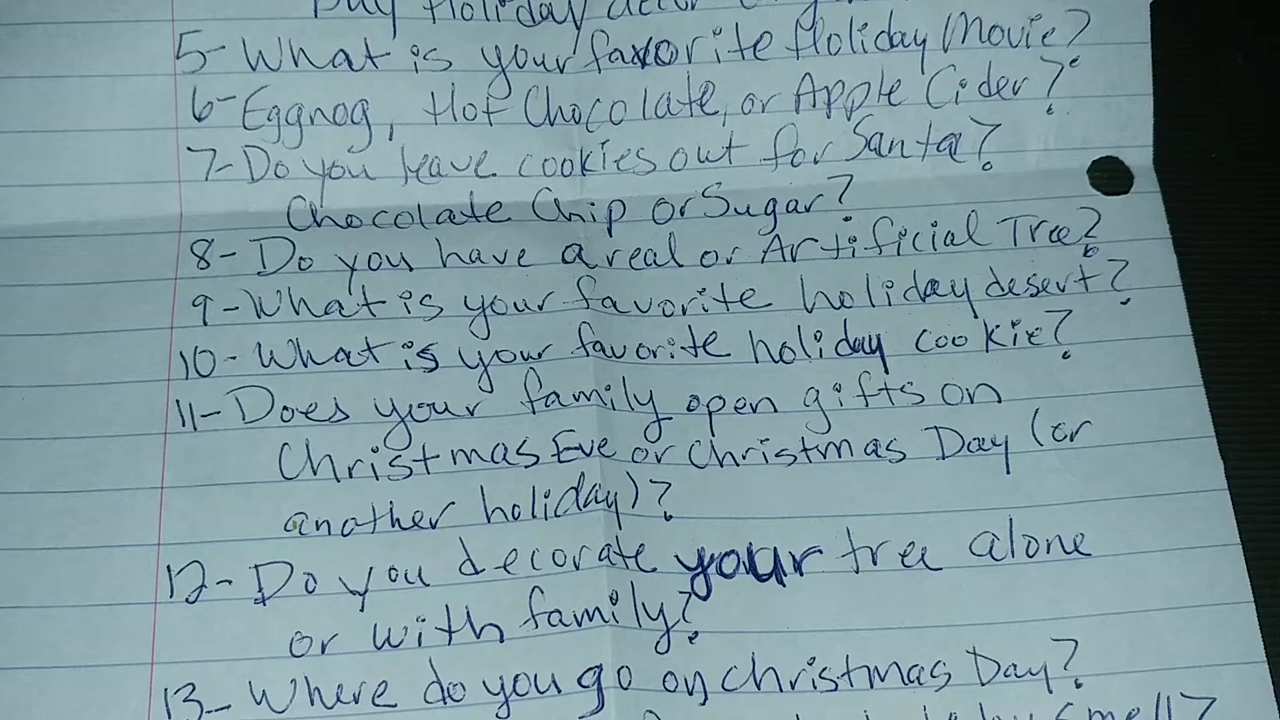 Buy Holiday
5- What is your favorite Holiday Movie?
6- Eggnog, Hot Chocolate, or Apple Cider?
7- Do you leave cookies out for Santa?
Chocolate Chip or Sugar?
8- Do you have a real or Artificial Tree?
9- What is your favorite holiday desert?
10- What is your favorite holiday cookie?
11- Does your family open gifts on
Christmas Eve or Christmas Day (or
another holiday)?
12- Do you decorate your tree alone
or with family?
13- Where do you go on Christmas Day?
smell?